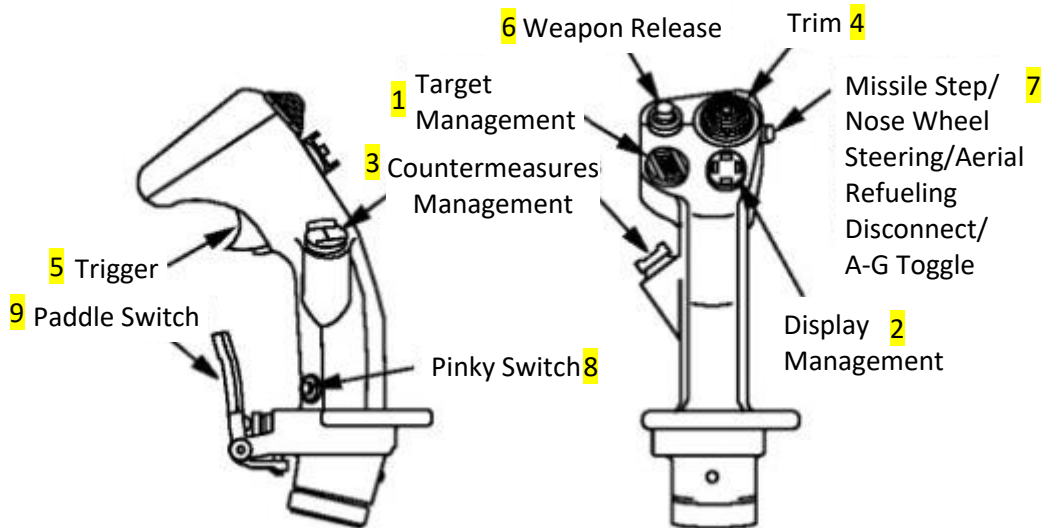 6 Weapon Release
Trim 4
1 Target
Management
Missile Step/ 7
Nose Wheel
Steering/Aerial
Refueling
Disconnect/
A-G Toggle
3 Countermeasures
Management
5 Trigger
9 Paddle Switch
Display 2
Management
Pinky Switch 8